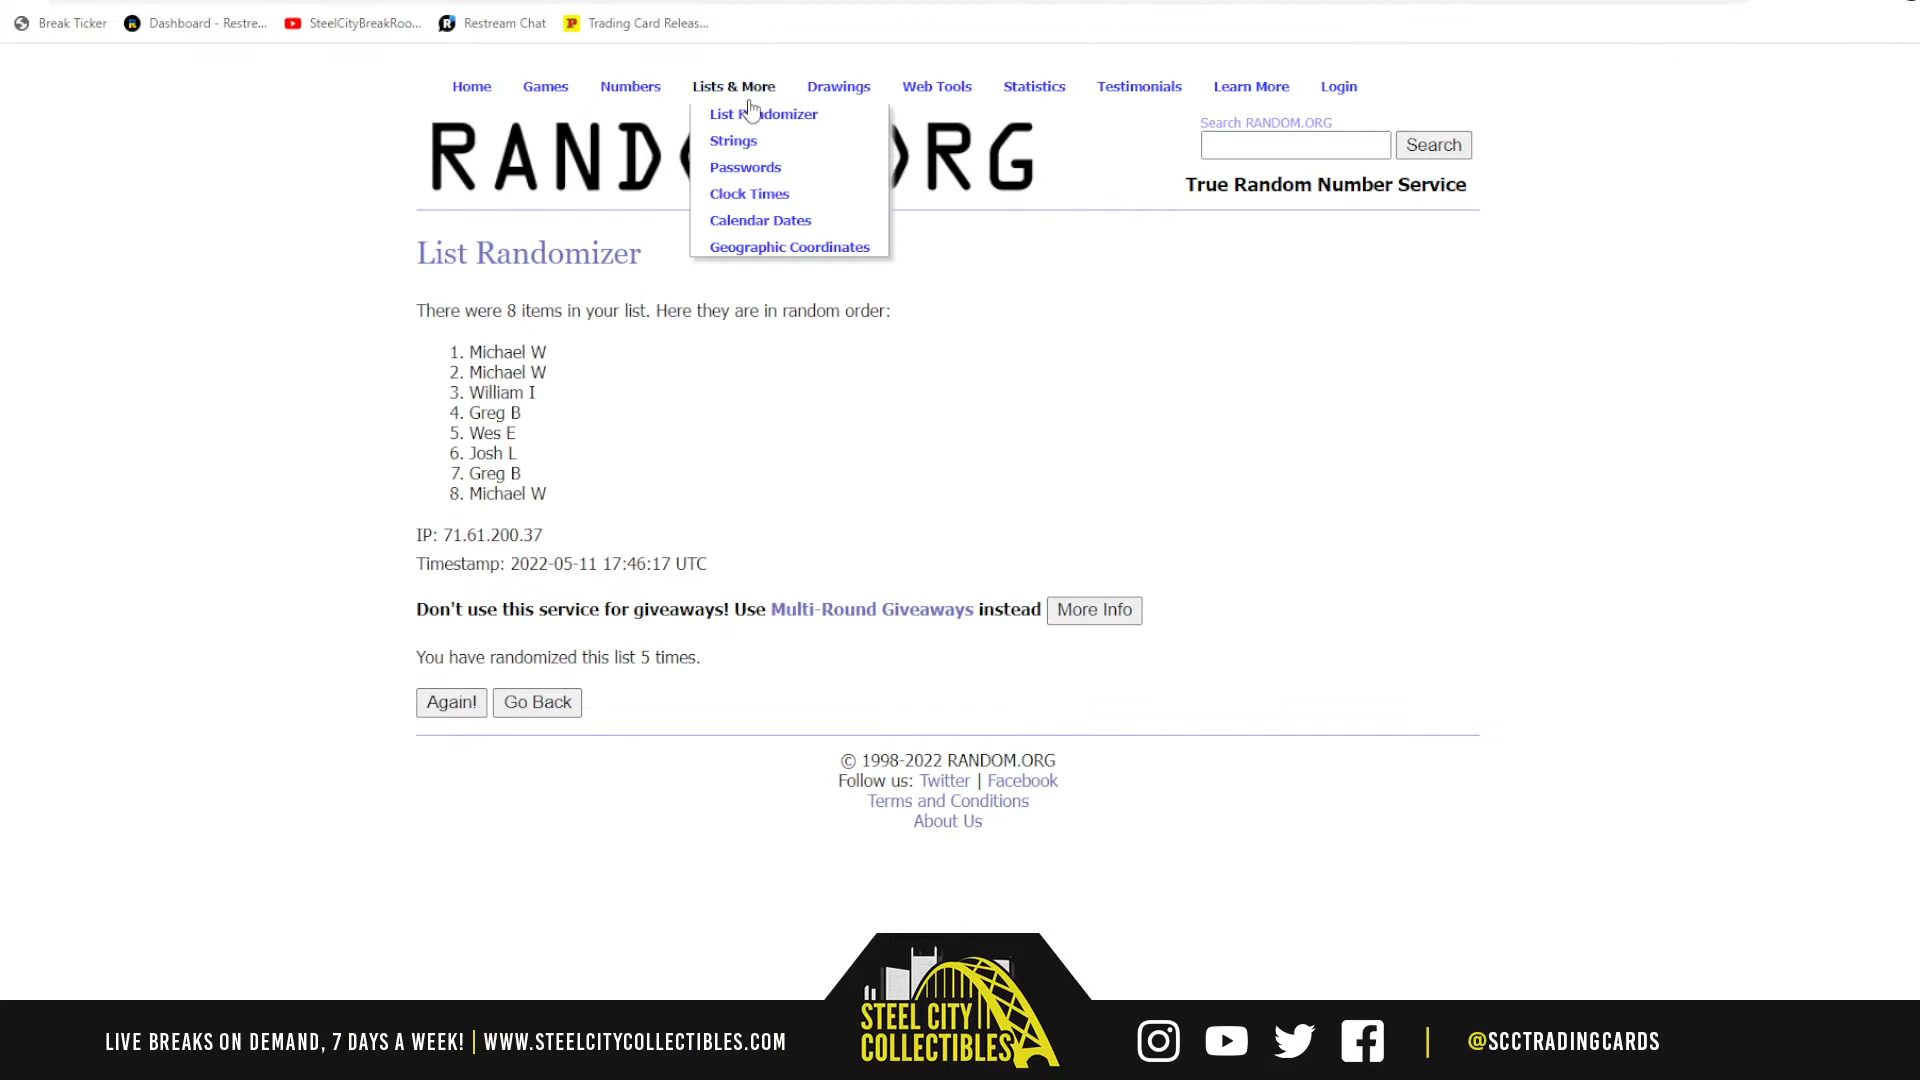 Break Ticker Dashboard - Restre... SteelCityBreakRoo... Restream Chat Trading Card Releas...
Home Games Numbers Lists & More Drawings Web Tools Statistics Testimonials Learn More Login
List Randomizer
Strings
Passwords
Clock Times
Calendar Dates
Geographic Coordinates
Search RANDOM.ORG
Search
True Random Number Service
List Randomizer
There were 8 items in your list. Here they are in random order:
1. Michael W
2. Michael W
3. William I
4. Greg B
5. Wes E
6. Josh L
7. Greg B
8. Michael W
IP: 71.61.200.37
Timestamp: 2022-05-11 17:46:17 UTC
Don't use this service for giveaways! Use Multi-Round Giveaways instead More Info
You have randomized this list 5 times.
Again! Go Back
© 1998-2022 RANDOM.ORG
Follow us: Twitter | Facebook
Terms and Conditions
About Us
STEEL CITY
COLLECTIBLES
LIVE BREAKS ON DEMAND, 7 DAYS A WEEK! | WWW.STEELCITYCOLLECTIBLES.COM | @SCCTRADINGCARDS